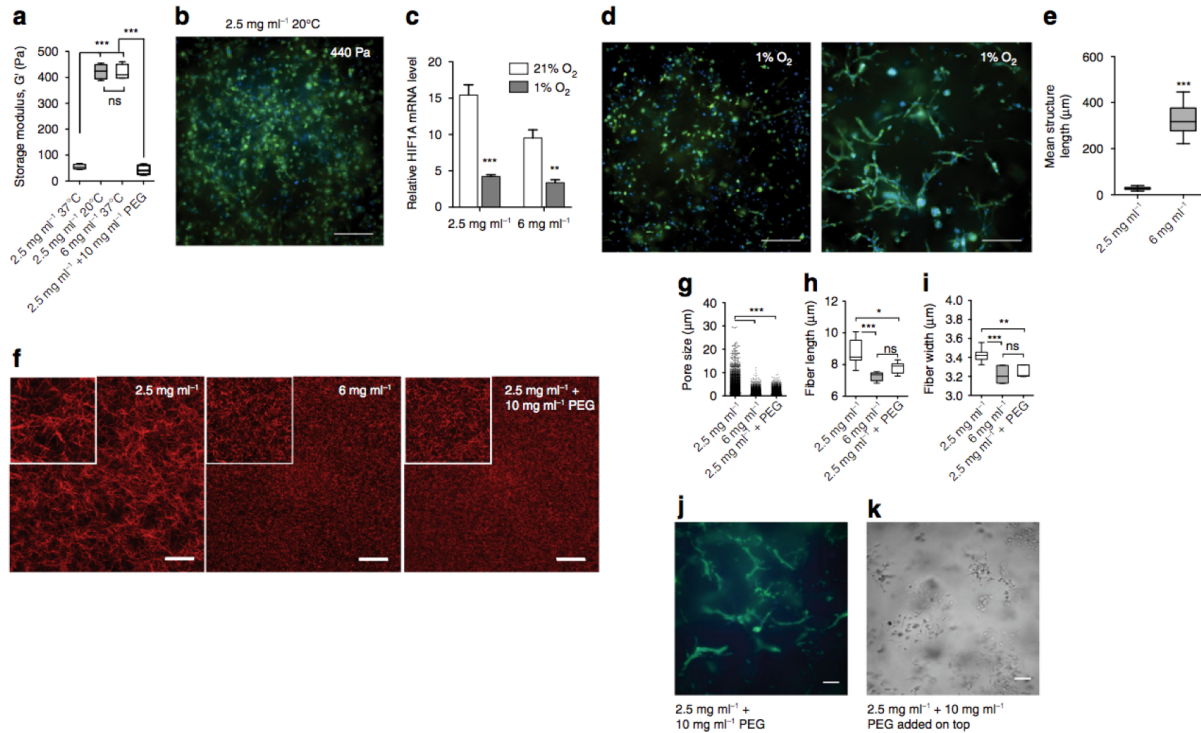 a
Storage modulus, G' (Pa)
500
400
300
200
100
0
***
***
ns
2.5 mg ml⁻¹ 37°C
2.5 mg ml⁻¹ 20°C
6 mg ml⁻¹ 37°C
2.5 mg ml⁻¹ +10 mg ml⁻¹ PEG
b
2.5 mg ml⁻¹ 20°C
440 Pa
c
Relative HIF1A mRNA level
20
15
10
5
0
21% O₂
1% O₂
***
**
2.5 mg ml⁻¹
6 mg ml⁻¹
d
1% O₂
1% O₂
e
Mean structure
length (µm)
600
400
200
0
***
2.5 mg ml⁻¹
6 mg ml⁻¹
f
2.5 mg ml⁻¹
6 mg ml⁻¹
2.5 mg ml⁻¹ +
10 mg ml⁻¹ PEG
g
Pore size (µm)
40
30
20
10
0
***
2.5 mg ml⁻¹
6 mg ml⁻¹
2.5 mg ml⁻¹ + PEG
h
Fiber length (µm)
12
10
8
6
*
***
ns
2.5 mg ml⁻¹
6 mg ml⁻¹
2.5 mg ml⁻¹ + PEG
i
Fiber width (µm)
4.0
3.8
3.6
3.4
3.2
3.0
**
***
ns
2.5 mg ml⁻¹
6 mg ml⁻¹
2.5 mg ml⁻¹ + PEG
j
2.5 mg ml⁻¹ +
10 mg ml⁻¹ PEG
k
2.5 mg ml⁻¹ + 10 mg ml⁻¹
PEG added on top